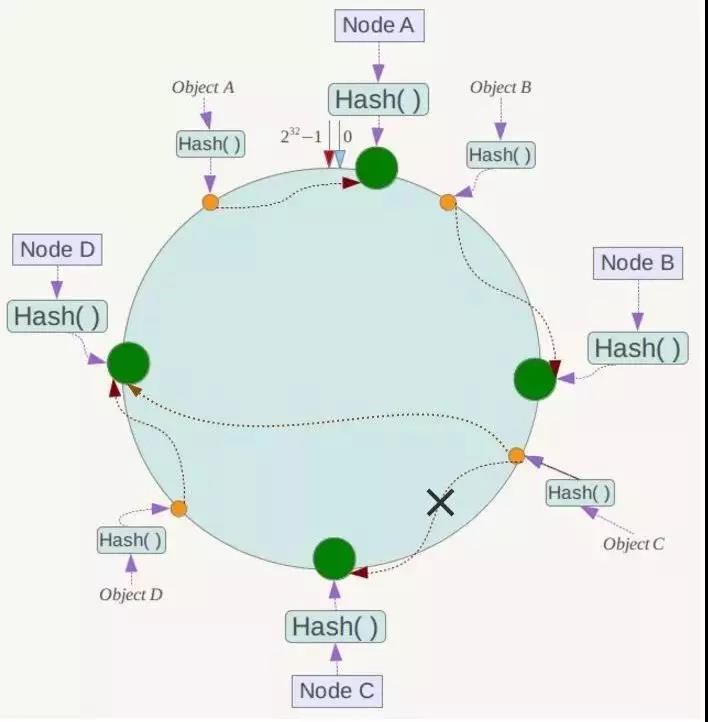 Node A
Object A
Hash( )
Object B
2³²−1
0
Hash( )
Hash( )
Node D
Node B
Hash( )
Hash( )
Hash( )
Hash( )
Object C
Object D
Hash( )
Node C